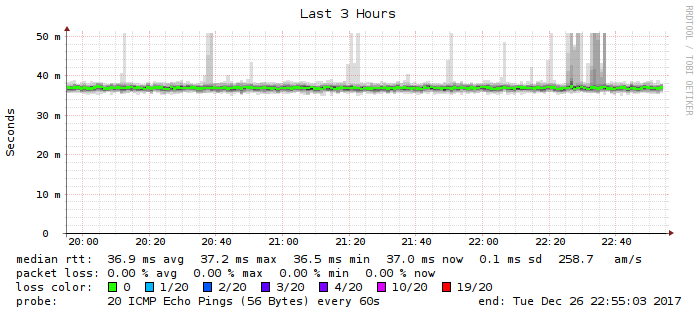 Last 3 Hours
RRDTOOL / TOBI OETIKER
Seconds
50 m
40 m
30 m
20 m
10 m
0
20:00 20:20 20:40 21:00 21:20 21:40 22:00 22:20 22:40
median rtt: 36.9 ms avg 37.2 ms max 36.5 ms min 37.0 ms now 0.1 ms sd 258.7 am/s
packet loss: 0.00 % avg 0.00 % max 0.00 % min 0.00 % now
loss color: 0 1/20 2/20 3/20 4/20 10/20 19/20
probe: 20 ICMP Echo Pings (56 Bytes) every 60s end: Tue Dec 26 22:55:03 2017